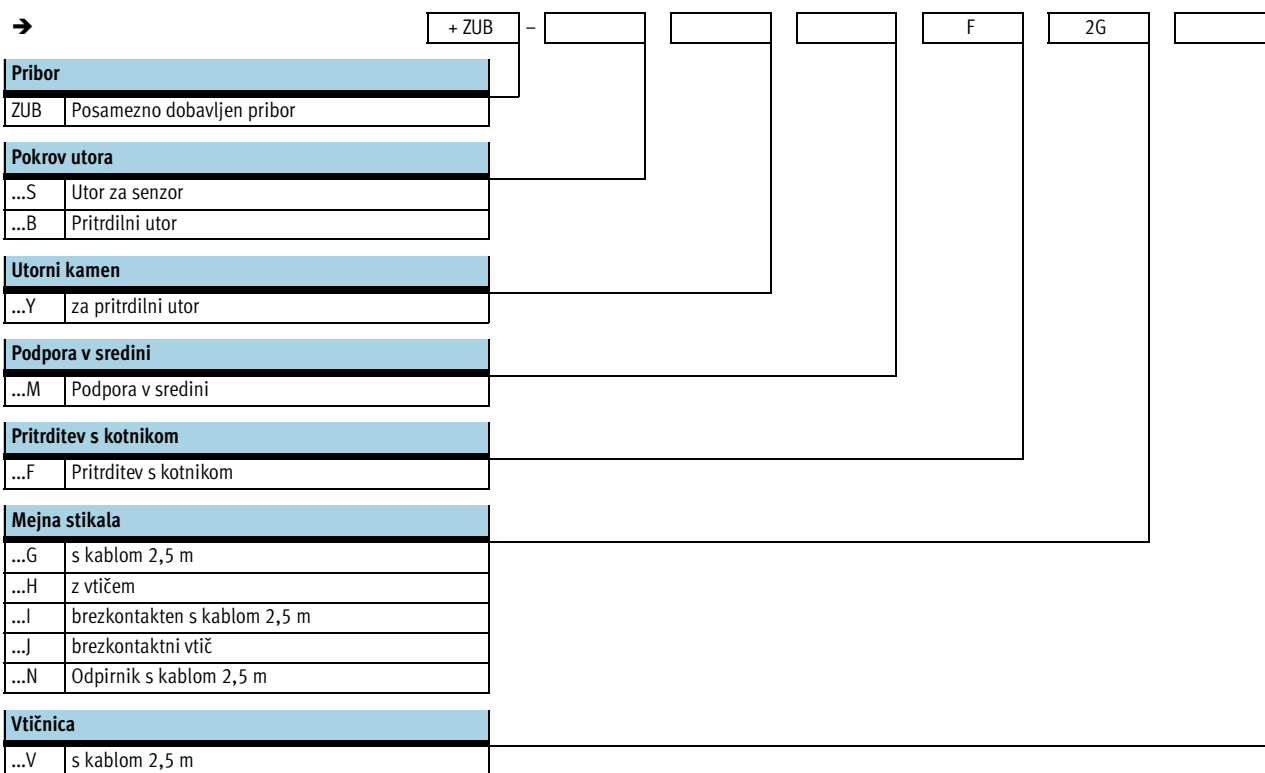 ➔ + ZUB – F 2G
Pribor
ZUB Posamezno dobavljen pribor
Pokrov utora
...S Utor za senzor
...B Pritrdilni utor
Utorni kamen
...Y za pritrdilni utor
Podpora v sredini
...M Podpora v sredini
Pritrditev s kotnikom
...F Pritrditev s kotnikom
Mejna stikala
...G s kablom 2,5 m
...H z vtičem
...I brezkontakten s kablom 2,5 m
...J brezkontaktni vtič
...N Odpirnik s kablom 2,5 m
Vtičnica
...V s kablom 2,5 m